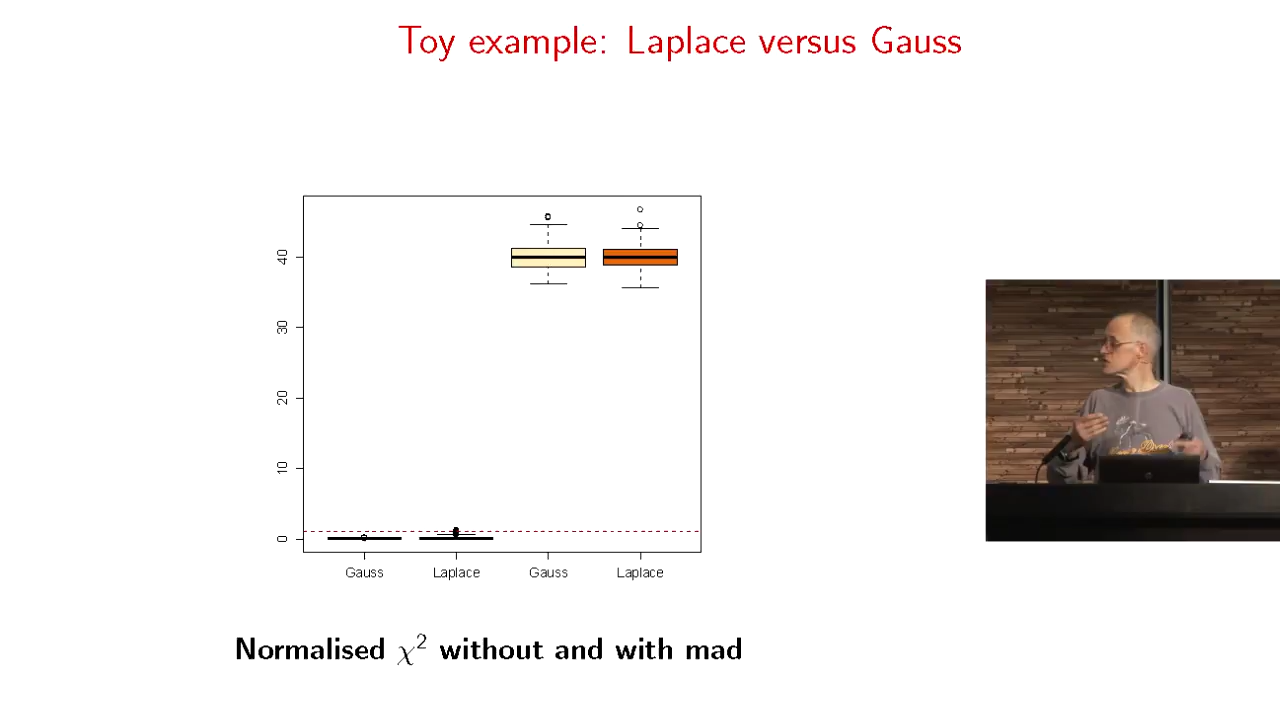 Toy example: Laplace versus Gauss
40
30
20
10
0
Gauss Laplace Gauss Laplace
Normalised χ² without and with mad